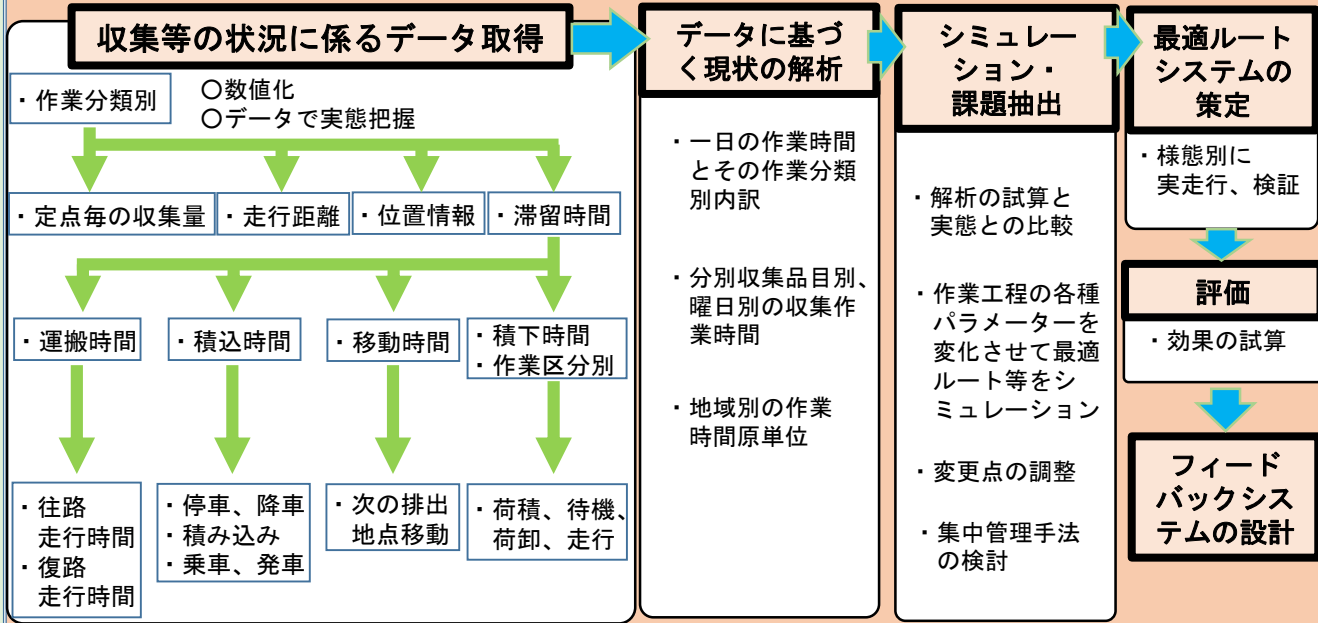 収集等の状況に係るデータ取得
・作業分類別
○数値化
○データで実態把握
・定点毎の収集量
・走行距離
・位置情報
・滞留時間
・運搬時間
・積込時間
・移動時間
・積下時間
・作業区分別
・往路
走行時間
・復路
走行時間
・停車、降車
・積み込み
・乗車、発車
・次の排出
地点移動
・荷積、待機、
荷卸、走行
データに基づ
く現状の解析
・一日の作業時間
とその作業分類
別内訳
・分別収集品目別、
曜日別の収集作
業時間
・地域別の作業
時間原単位
シミュレー
ション・
課題抽出
・解析の試算と
実態との比較
・作業工程の各種
パラメーターを
変化させて最適
ルート等をシ
ミュレーション
・変更点の調整
・集中管理手法
の検討
最適ルート
システムの
策定
・様態別に
実走行、検証
評価
・効果の試算
フィード
バックシス
テムの設計